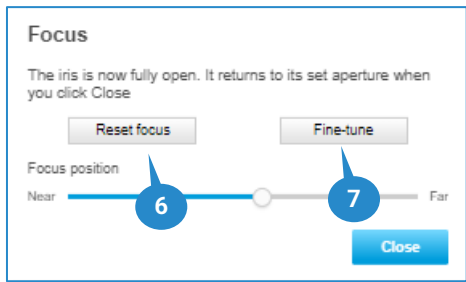 Focus
The iris is now fully open. It returns to its set aperture when
you click Close
Reset focus Fine-tune
Focus position
Near 6 7 Far
Close